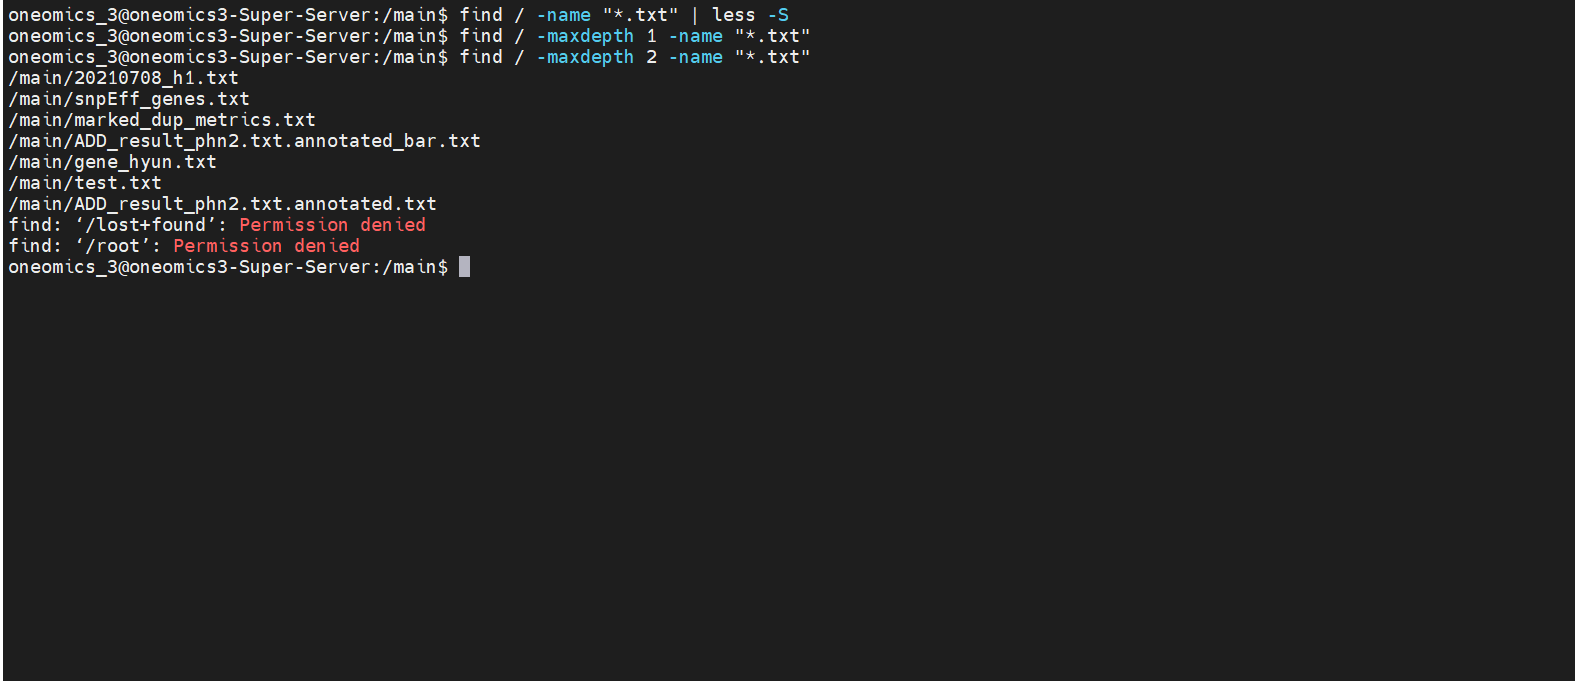 oneomics_3@oneomics3-Super-Server:/main$ find / -name "*.txt" | less -S
oneomics_3@oneomics3-Super-Server:/main$ find / -maxdepth 1 -name "*.txt"
oneomics_3@oneomics3-Super-Server:/main$ find / -maxdepth 2 -name "*.txt"
/main/20210708_h1.txt
/main/snpEff_genes.txt
/main/marked_dup_metrics.txt
/main/ADD_result_phn2.txt.annotated_bar.txt
/main/gene_hyun.txt
/main/test.txt
/main/ADD_result_phn2.txt.annotated.txt
find: ‘/lost+found’: Permission denied
find: ‘/root’: Permission denied
oneomics_3@oneomics3-Super-Server:/main$